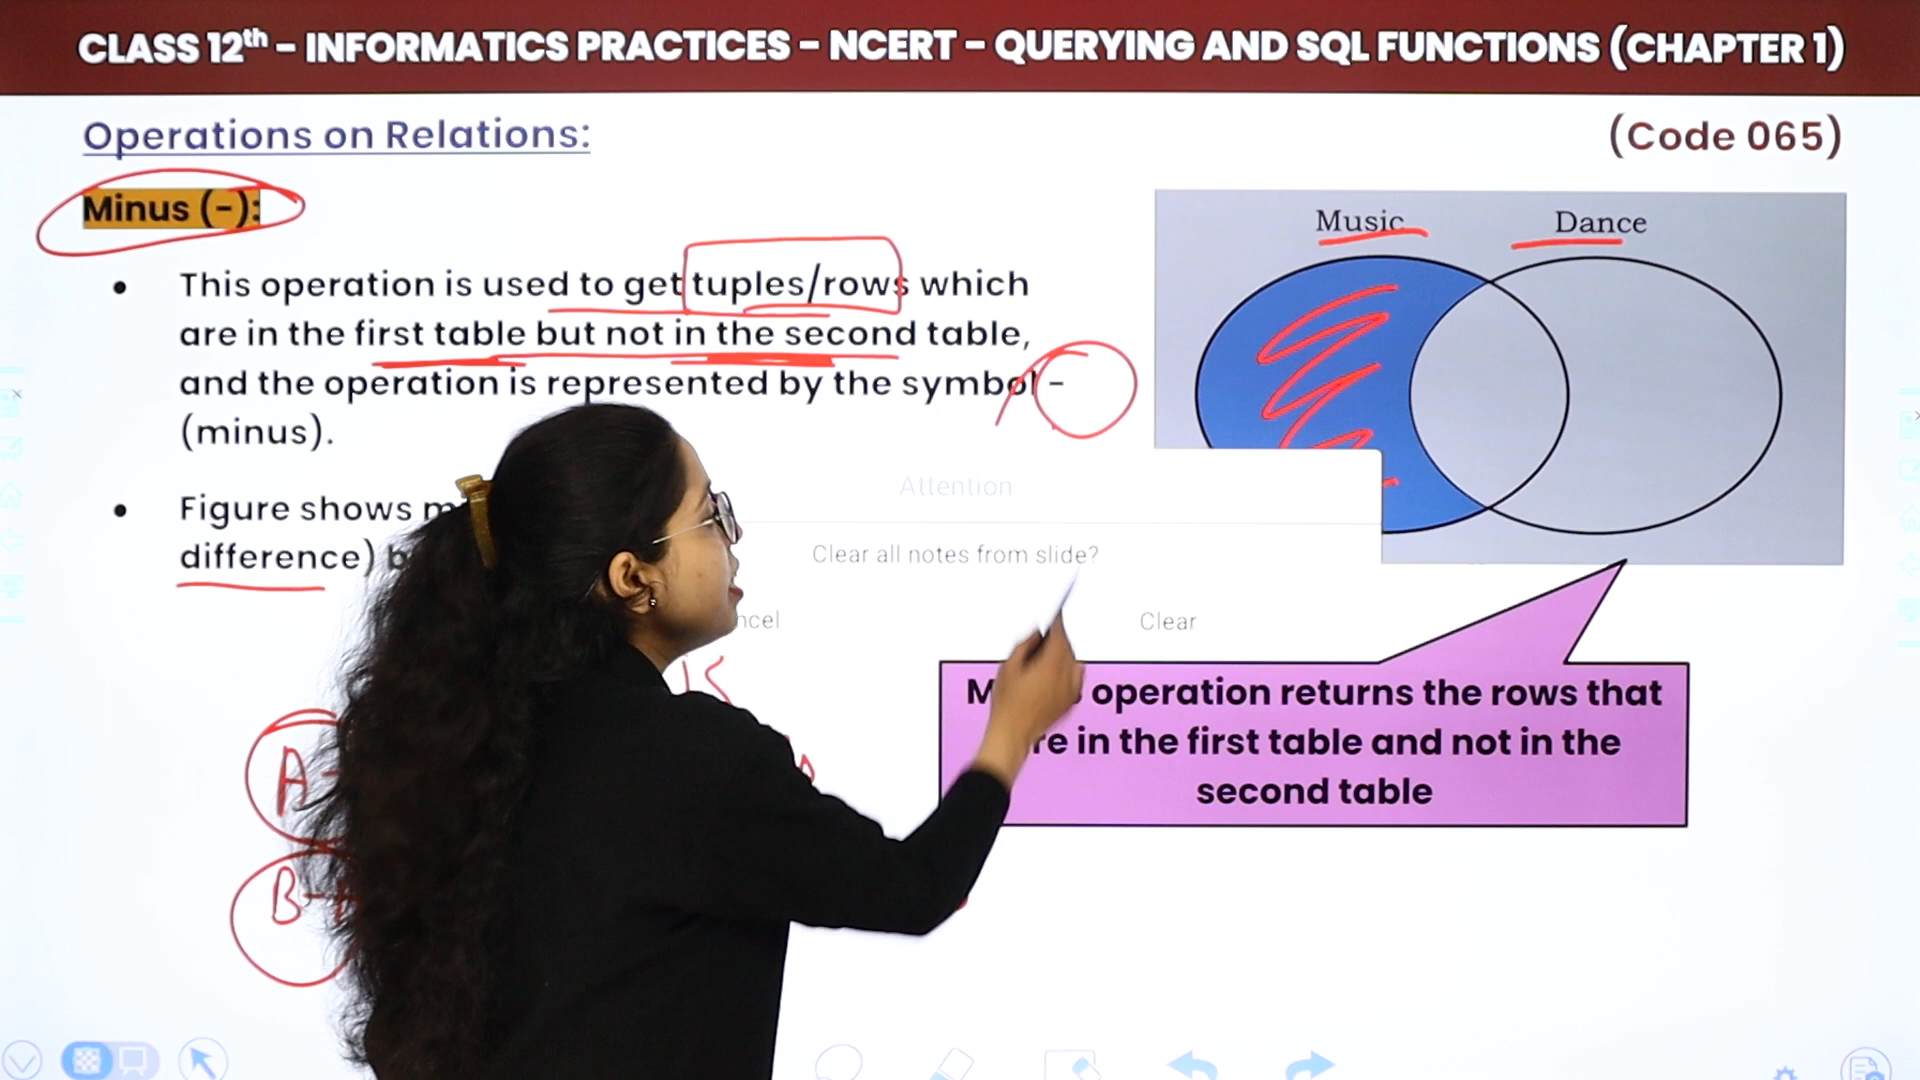 CLASS 12th – INFORMATICS PRACTICES – NCERT – QUERYING AND SQL FUNCTIONS (CHAPTER 1)
Operations on Relations:
(Code 065)
Minus (-):
• This operation is used to get tuples/rows which
are in the first table but not in the second table,
and the operation is represented by the symbol -
(minus).
• Figure shows
difference)
Music Dance
Attention
Clear all notes from slide?
Clear
operation returns the rows that
in the first table and not in the
second table
A-
B-